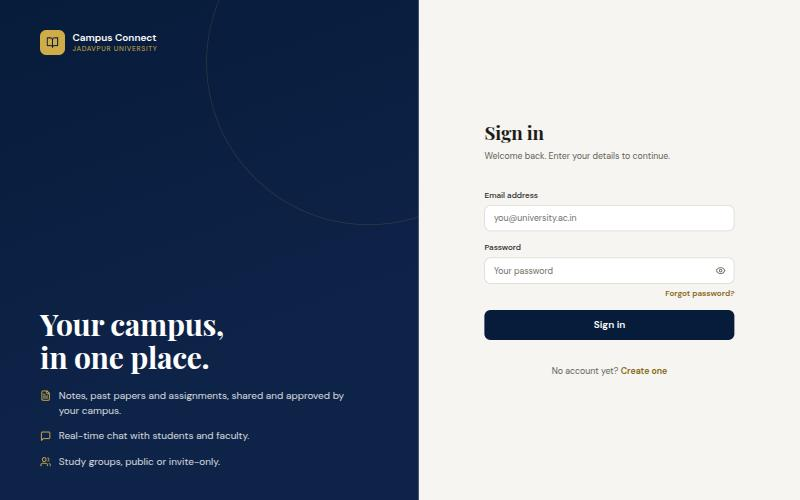 Campus Connect
JADAVPUR UNIVERSITY
Your campus,
in one place.
Notes, past papers and assignments, shared and approved by
your campus.
Real-time chat with students and faculty.
Study groups, public or invite-only.
Sign in
Welcome back. Enter your details to continue.
Email address
you@university.ac.in
Password
Your password
Forgot password?
Sign in
No account yet? Create one